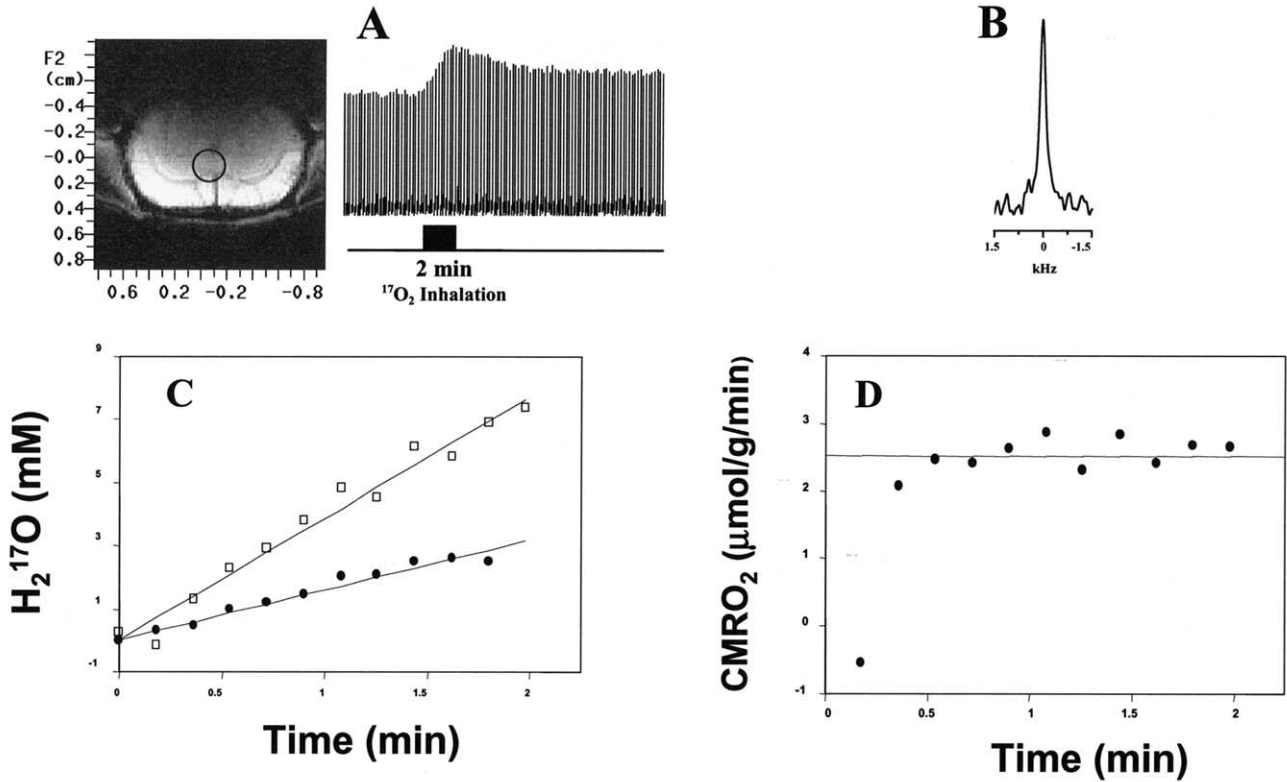 A
F2
(cm)
-0.4
-0.2
-0.0
0.2
0.4
0.6
0.8
0.6 0.2 -0.2 -0.8
2 min
¹⁷O₂ Inhalation
B
1.5 0 -1.5
kHz
C
H₂¹⁷O (mM)
9
7
5
3
1
-1
0 0.5 1 1.5 2
Time (min)
D
CMRO₂ (μmol/g/min)
4
3
2
1
0
-1
0 0.5 1 1.5 2
Time (min)